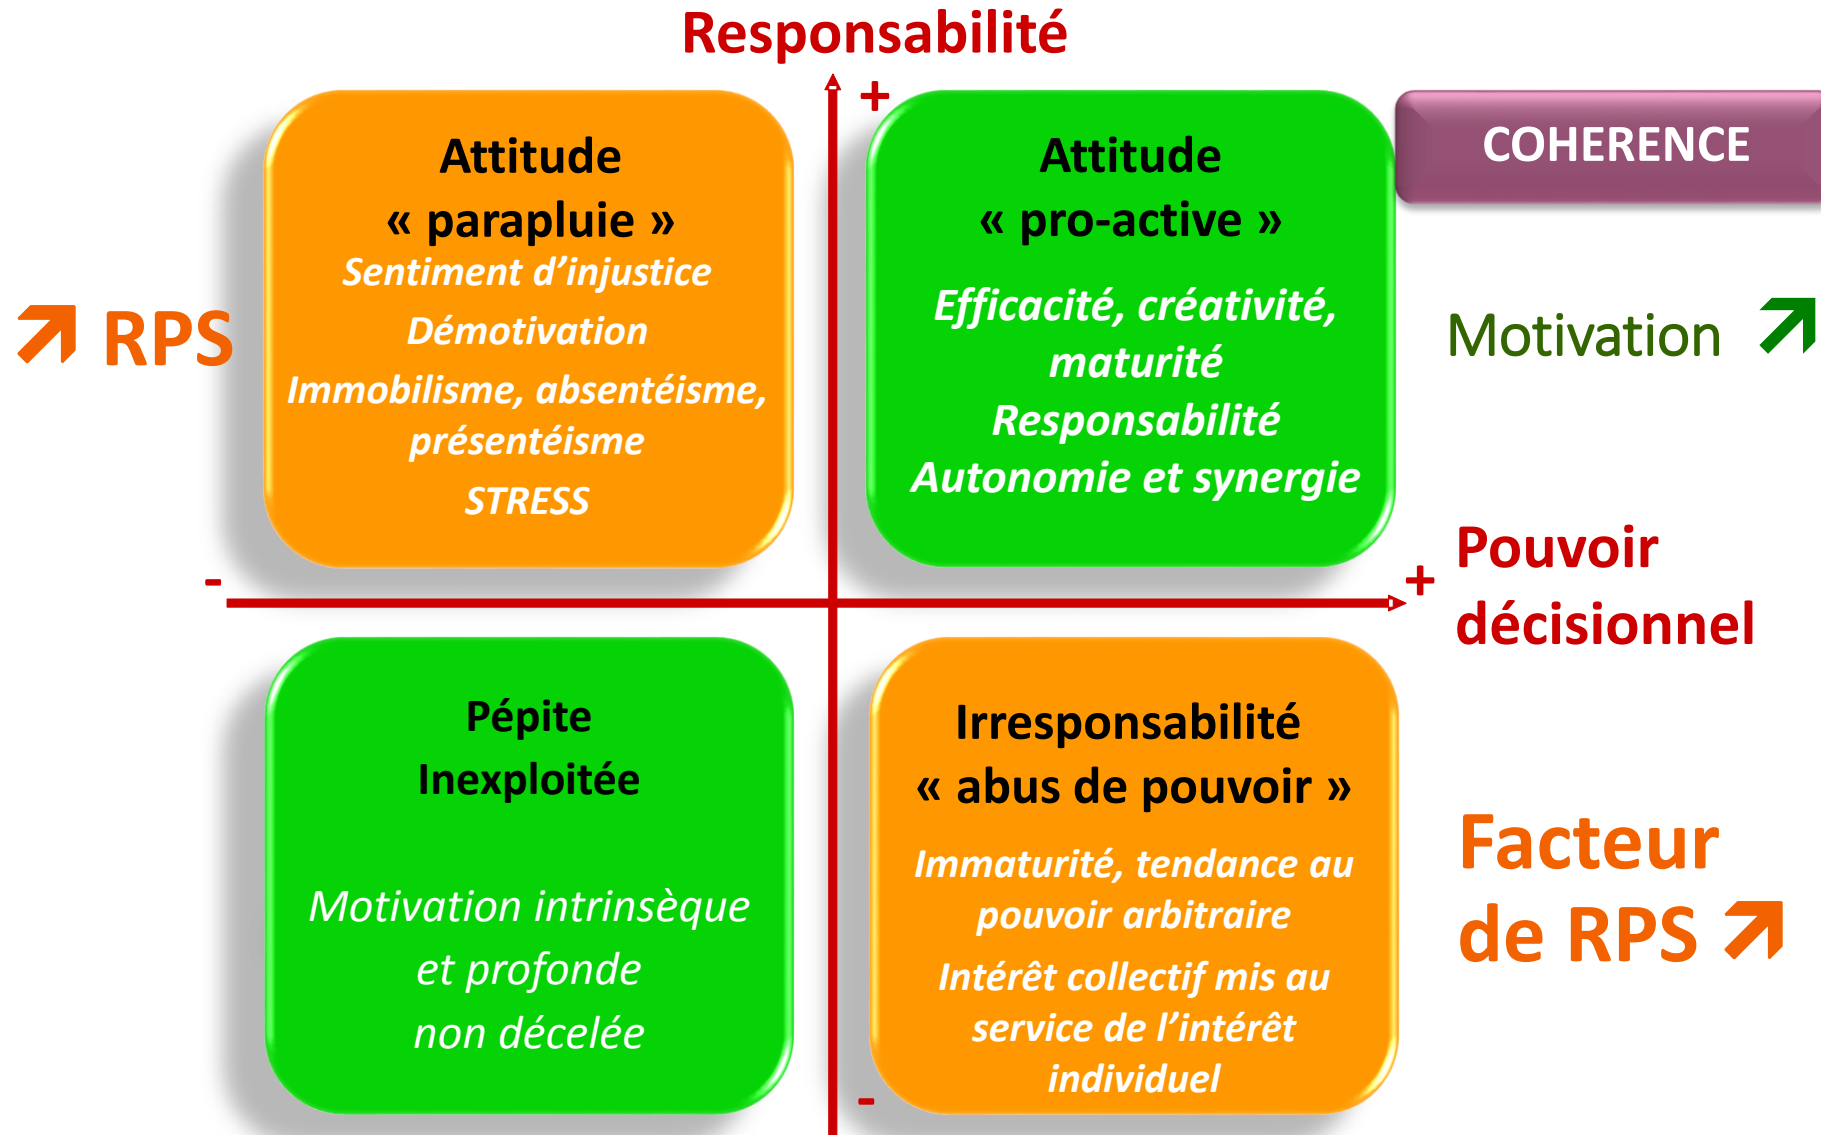 Responsabilité
+
COHERENCE
Attitude
« parapluie »
Sentiment d’injustice
Démotivation
Immobilisme, absentéisme,
présentéisme
STRESS
Attitude
« pro-active »
Efficacité, créativité,
maturité
Responsabilité
Autonomie et synergie
↗ RPS
Motivation ↗
-
+
Pouvoir
décisionnel
Pépite
Inexploitée
Motivation intrinsèque
et profonde
non décelée
Irresponsabilité
« abus de pouvoir »
Immaturité, tendance au
pouvoir arbitraire
Intérêt collectif mis au
service de l’intérêt
individuel
-
Facteur
de RPS ↗